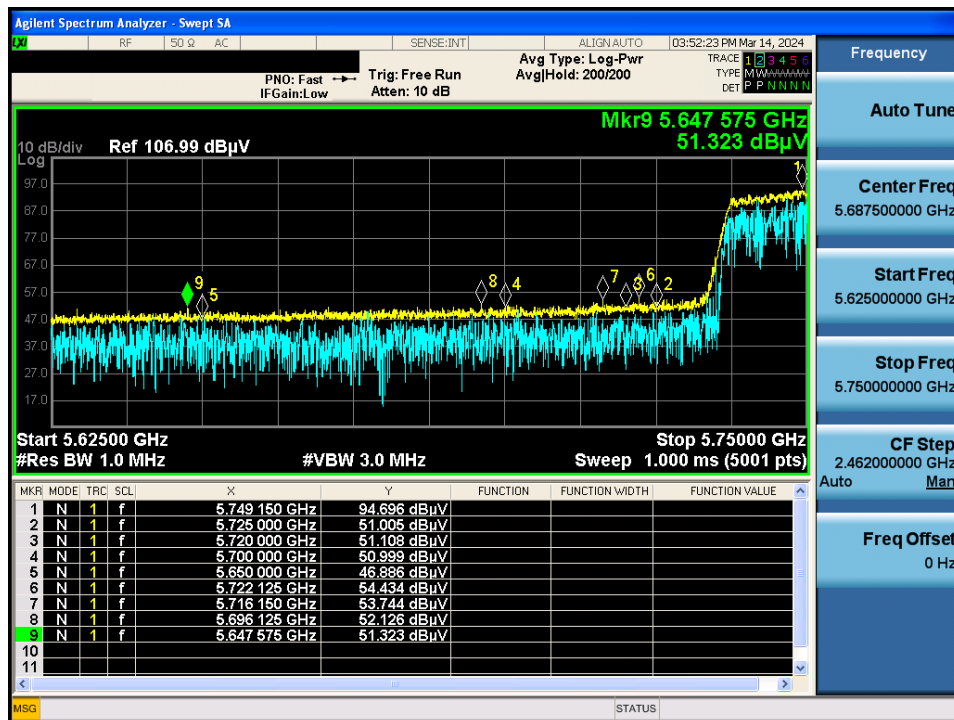 Agilent Spectrum Analyzer - Swept SA
LXI RF 50 Ω AC SENSE:INT ALIGN AUTO 03:52:23 PM Mar 14, 2024
Frequency
PNO: Fast
IFGain:Low
Trig: Free Run
Atten: 10 dB
Avg Type: Log-Pwr
Avg|Hold: 200/200
TRACE 1 2 3 4 5 6
TYPE M W
DET P P N N N N
Mkr9 5.647 575 GHz
51.323 dBµV
10 dB/div Ref 106.99 dBµV
Log
97.0
87.0
77.0
67.0
57.0
47.0
37.0
27.0
17.0
1
9
5
8
4
7
3
6
2
Start 5.62500 GHz Stop 5.75000 GHz
#Res BW 1.0 MHz #VBW 3.0 MHz Sweep 1.000 ms (5001 pts)
MKR MODE TRC SCL X Y FUNCTION FUNCTION WIDTH FUNCTION VALUE
1 N 1 f 5.749 150 GHz 94.696 dBµV
2 N 1 f 5.725 000 GHz 51.005 dBµV
3 N 1 f 5.720 000 GHz 51.108 dBµV
4 N 1 f 5.700 000 GHz 50.999 dBµV
5 N 1 f 5.650 000 GHz 46.886 dBµV
6 N 1 f 5.722 125 GHz 54.434 dBµV
7 N 1 f 5.716 150 GHz 53.744 dBµV
8 N 1 f 5.696 125 GHz 52.126 dBµV
9 N 1 f 5.647 575 GHz 51.323 dBµV
10
11
MSG STATUS
Auto Tune
Center Freq
5.687500000 GHz
Start Freq
5.625000000 GHz
Stop Freq
5.750000000 GHz
CF Step
2.462000000 GHz
Auto Man
Freq Offset
0 Hz